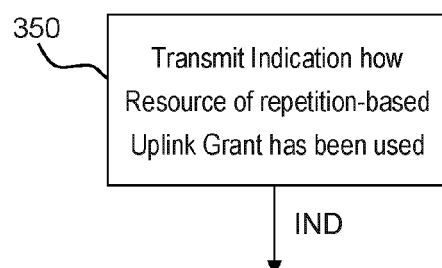 350
Transmit Indication how
Resource of repetition-based
Uplink Grant has been used
IND